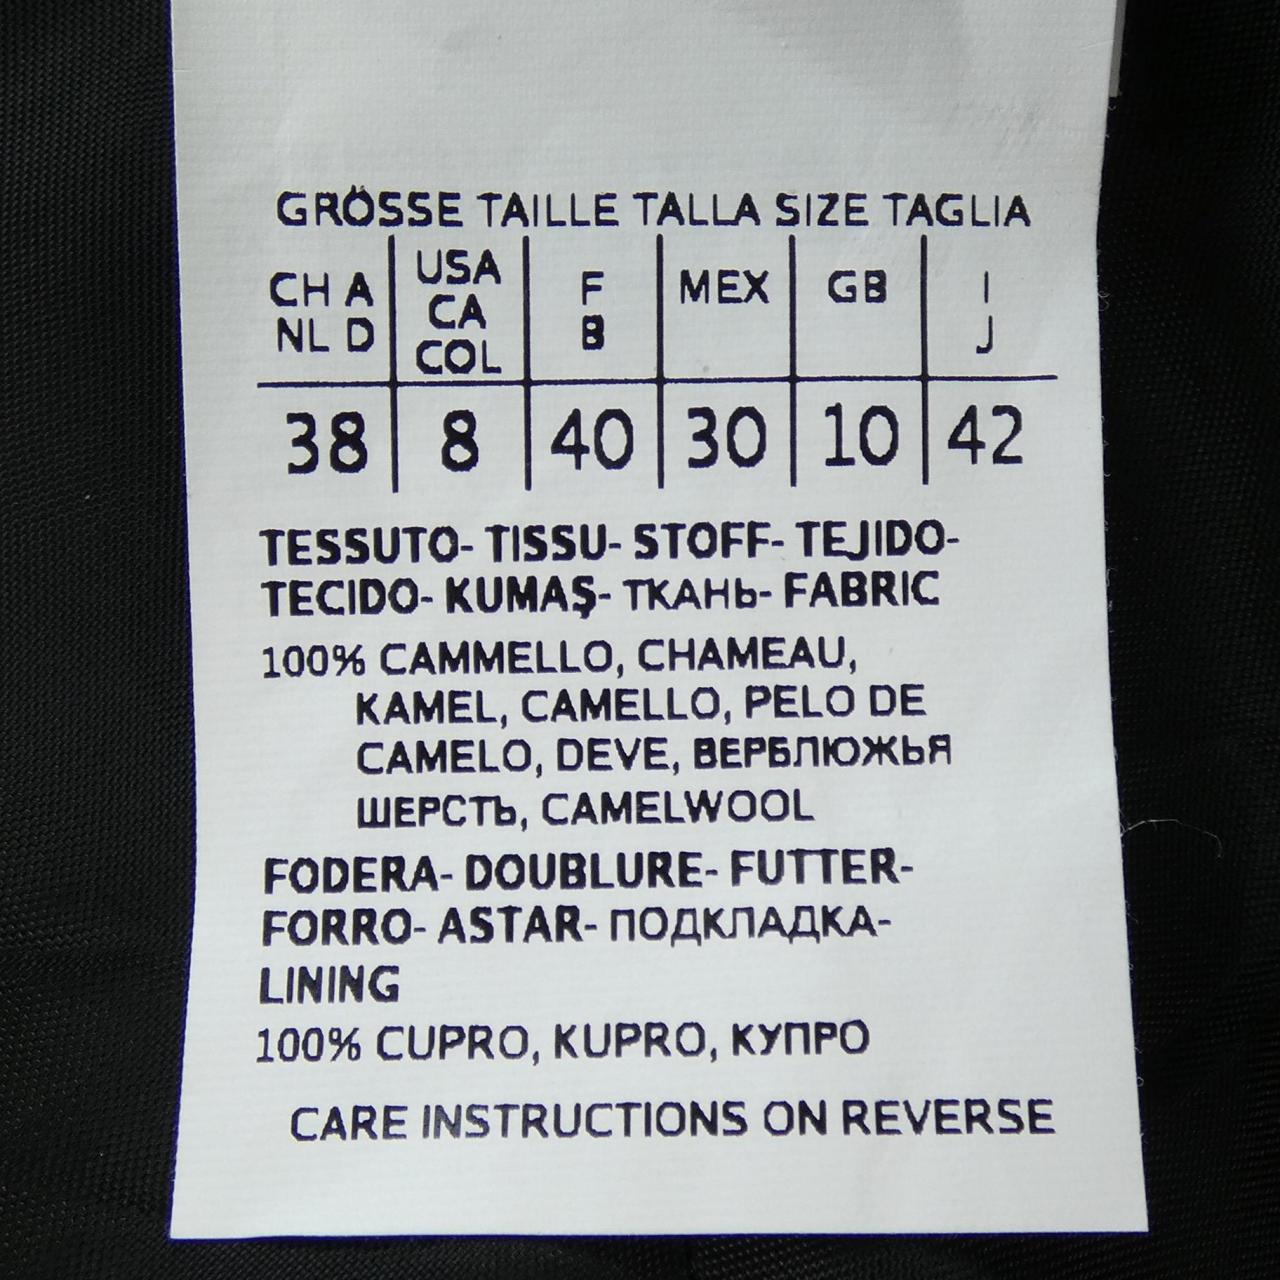 GRÖSSE TAILLE TALLA SIZE TAGLIA
CH A USA F MEX GB I
NL D CA B J
COL
38 8 40 30 10 42
TESSUTO- TISSU- STOFF- TEJIDO-
TECIDO- KUMAŞ- ТКАНЬ- FABRIC
100% CAMMELLO, CHAMEAU,
KAMEL, CAMELLO, PELO DE
CAMELO, DEVE, ВЕРБЛЮЖЬЯ
ШЕРСТЬ, CAMELWOOL
FODERA- DOUBLURE- FUTTER-
FORRO- ASTAR- ПОДКЛАДКА-
LINING
100% CUPRO, KUPRO, КУПРО
CARE INSTRUCTIONS ON REVERSE